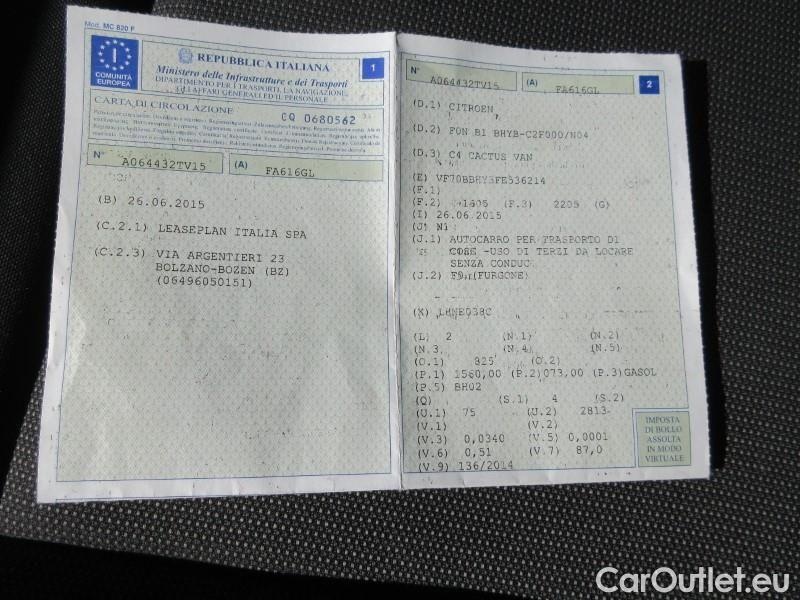 Mod. MC 820 F
COMUNITÀ
EUROPEA
I
REPUBBLICA ITALIANA
1
Ministero delle Infrastrutture e dei Trasporti
DIPARTIMENTO PER I TRASPORTI, LA NAVIGAZIONE,
GLI AFFARI GENERALI ED IL PERSONALE
CARTA DI CIRCOLAZIONE
CQ 0680562
N° A064432TV15 (A) FA616GL
(B) 26.06.2015
(C.2.1) LEASEPLAN ITALIA SPA
(C.2.3) VIA ARGENTIERI 23
BOLZANO-BOZEN (BZ)
(06496050151)
N° A064432TV15 (A) FA616GL
2
(D.1) CITROEN
(D.2) FON B1 BHYB-C2F000/N04
(D.3) C4 CACTUS VAN
(E) VF70BBHYBFE536214
(F.1)
(F.2) 1605 (F.3) 2205 (G)
(I) 26.06.2015
(J) N1
(J.1) AUTOCARRO PER TRASPORTO DI
COSE -USO DI TERZI DA LOCARE
SENZA CONDUC
(J.2) (FURGONE)
(K)
(L) 2 (N.1) (N.2)
(N.3 (N.4) (N.5)
(O.1) 825 (O.2)
(P.1) 1560,00 (P.2)073,00 (P.3)GASOL
(P.5) BH02
(Q) (S.1) 4 (S.2)
(U.1) 75 (U.2) 2813
(V.1) (V.2)
(V.3) 0,0340 (V.5) 0,0001
(V.6) 0,51 (V.7) 87,0
(V.9) 136/2014
IMPOSTA
DI BOLLO
ASSOLTA
IN MODO
VIRTUALE
CarOutlet.eu